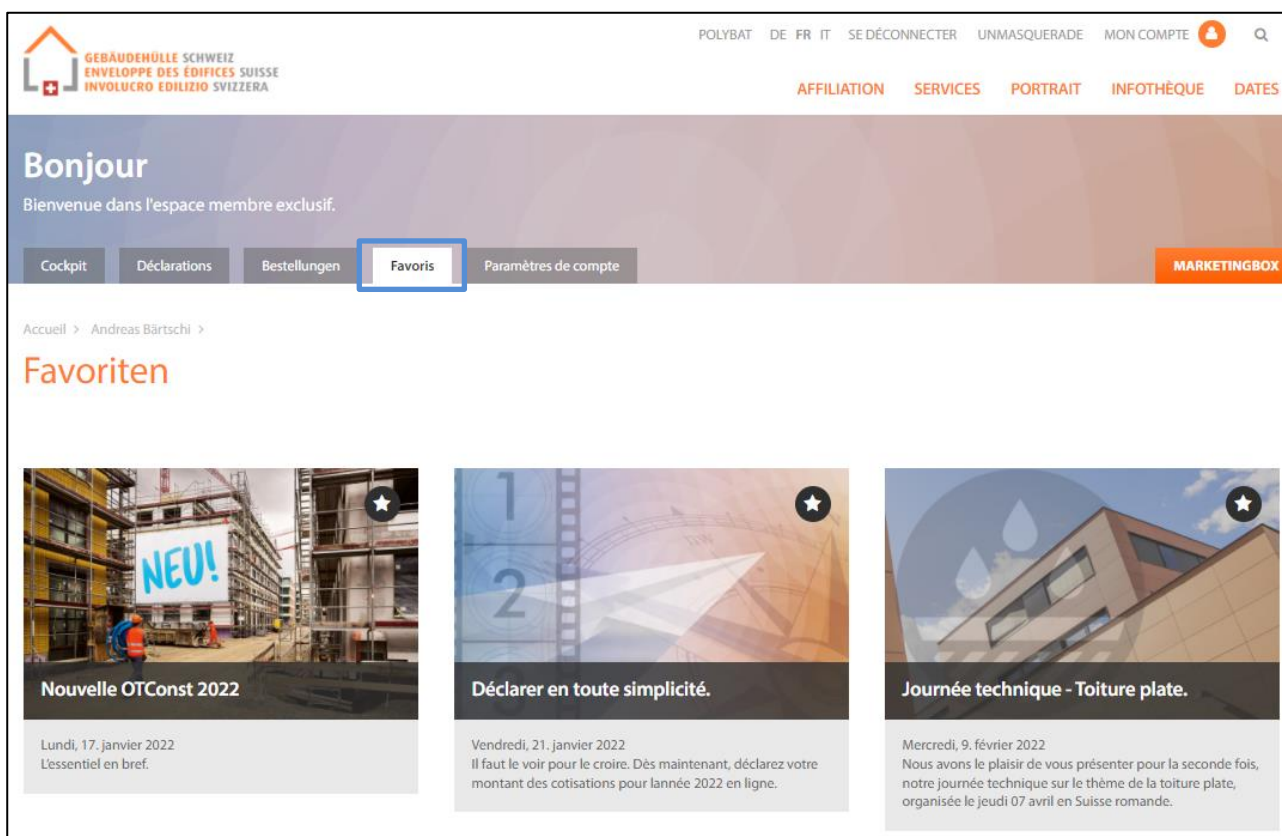 GEBÄUDEHÜLLE SCHWEIZ
ENVELOPPE DES ÉDIFICES SUISSE
INVOLUCRO EDILIZIO SVIZZERA
POLYBAT DE FR IT SE DÉCONNECTER UNMASQUERADE MON COMPTE
AFFILIATION SERVICES PORTRAIT INFOTHÈQUE DATES
Bonjour
Bienvenue dans l'espace membre exclusif.
Cockpit Déclarations Bestellungen Favoris Paramètres de compte MARKETINGBOX
Accueil > Andreas Bärtschi >
Favoriten
NEU!
1
2
Nouvelle OTConst 2022
Lundi, 17. janvier 2022
L'essentiel en bref.
Déclarer en toute simplicité.
Vendredi, 21. janvier 2022
Il faut le voir pour le croire. Dès maintenant, déclarez votre
montant des cotisations pour lannée 2022 en ligne.
Journée technique - Toiture plate.
Mercredi, 9. février 2022
Nous avons le plaisir de vous présenter pour la seconde fois,
notre journée technique sur le thème de la toiture plate,
organisée le jeudi 07 avril en Suisse romande.